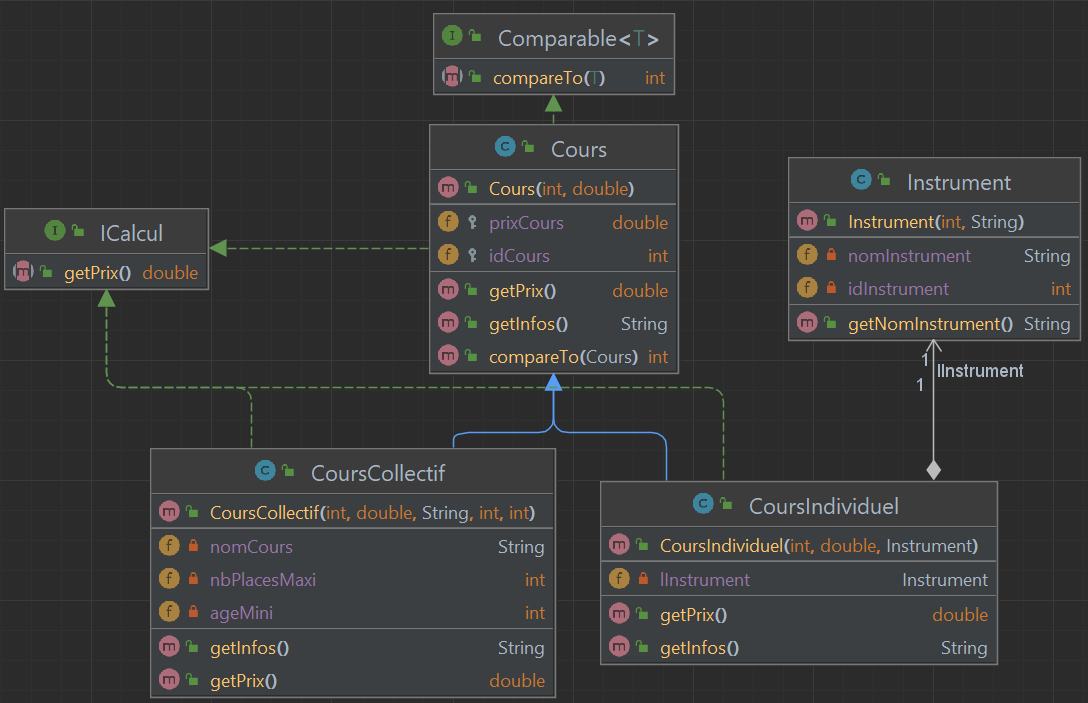 Comparable<T>
compareTo(T) int
Cours
Cours(int, double)
prixCours double
idCours int
getPrix() double
getInfos() String
compareTo(Cours) int
ICalcul
getPrix() double
Instrument
Instrument(int, String)
nomInstrument String
idInstrument int
getNomInstrument() String
1
lInstrument
1
CoursCollectif
CoursCollectif(int, double, String, int, int)
nomCours String
nbPlacesMaxi int
ageMini int
getInfos() String
getPrix() double
CoursIndividuel
CoursIndividuel(int, double, Instrument)
lInstrument Instrument
getPrix() double
getInfos() String